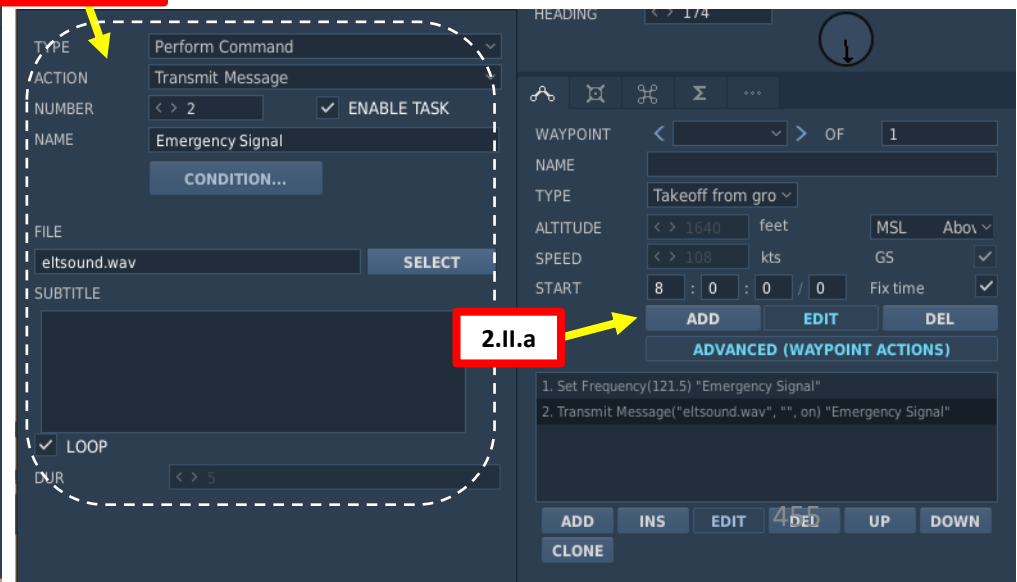 TYPE
Perform Command
ACTION
Transmit Message
NUMBER
< > 2
ENABLE TASK
NAME
Emergency Signal
CONDITION...
FILE
eltsound.wav
SELECT
SUBTITLE
LOOP
DUR
< > 5
HEADING
< > 174
Σ
...
WAYPOINT
< > OF 1
NAME
TYPE
Takeoff from gro
ALTITUDE
< > 1640 feet
MSL
Abov
SPEED
< > 108 kts
GS
START
8 : 0 : 0 / 0
Fix time
ADD
EDIT
DEL
2.II.a
ADVANCED (WAYPOINT ACTIONS)
1. Set Frequency(121.5) "Emergency Signal"
2. Transmit Message("eltsound.wav", "", on) "Emergency Signal"
455
ADD
INS
EDIT
DEL
UP
DOWN
CLONE